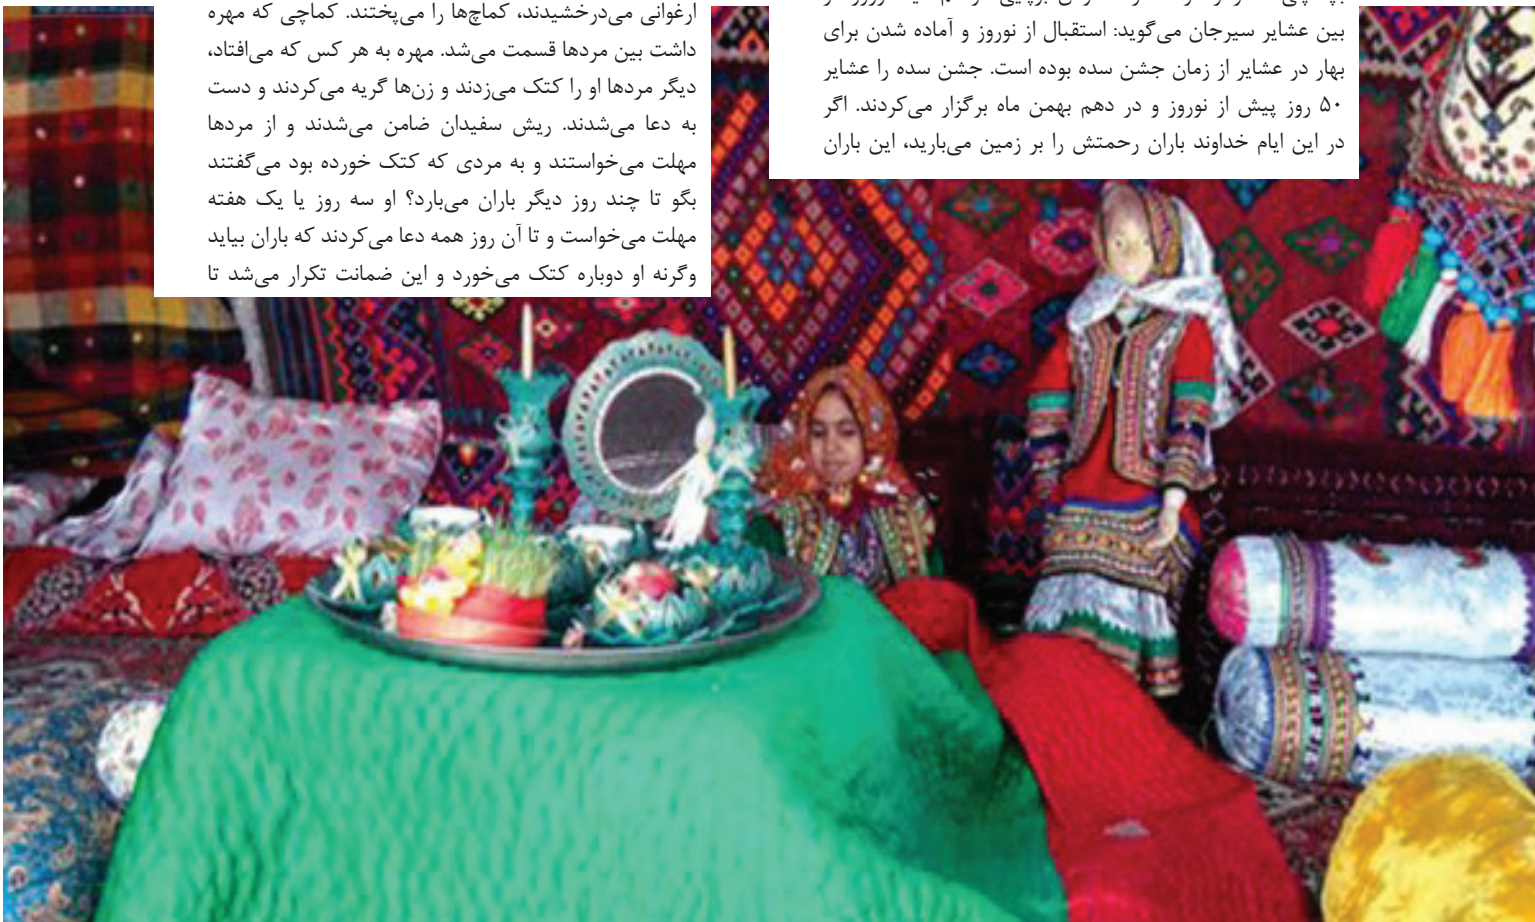 بین عشایر سیرجان می‌گوید: استقبال از نوروز و آماده شدن برای
بهار در عشایر از زمان جشن سده بوده است. جشن سده را عشایر
۵۰ روز پیش از نوروز و در دهم بهمن ماه برگزار می‌کردند. اگر
در این ایام خداوند باران رحمتش را بر زمین می‌بارید، این باران
ارغوانی می‌درخشیدند، کماچ‌ها را می‌پختند. کماچی که مهره
داشت بین مردها قسمت می‌شد. مهره به هر کس که می‌افتاد،
دیگر مردها او را کتک می‌زدند و زن‌ها گریه می‌کردند و دست
به دعا می‌شدند. ریش سفیدان ضامن می‌شدند و از مردها
مهلت می‌خواستند و به مردی که کتک خورده بود می‌گفتند
بگو تا چند روز دیگر باران می‌بارد؟ او سه روز یا یک هفته
مهلت می‌خواست و تا آن روز همه دعا می‌کردند که باران بیاید
وگرنه او دوباره کتک می‌خورد و این ضمانت تکرار می‌شد تا